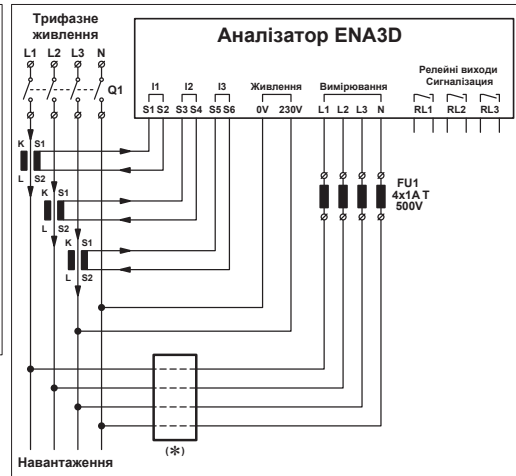 Трифазне
живлення
L1 L2 L3 N
Q1
Аналізатор ENA3D
I1 I2 I3 Живлення Вимірювання
Релейні виходи
Сигналізация
S1 S2 S3 S4 S5 S6 0V 230V L1 L2 L3 N RL1 RL2 RL3
K S1
L S2
K S1
L S2
K S1
L S2
FU1
4x1A T
500V
(*)
Навантаження